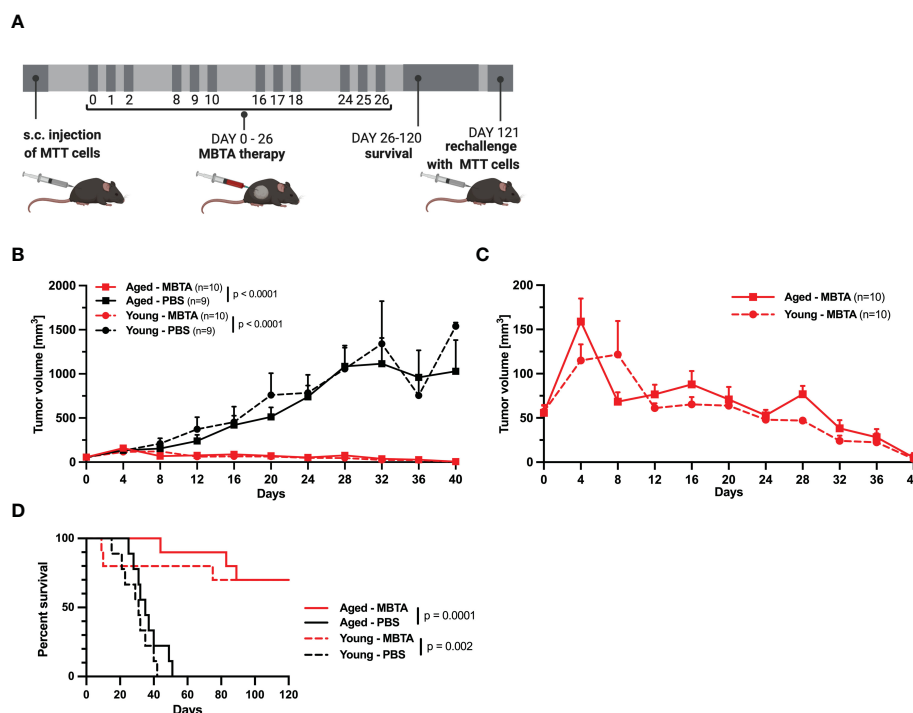 A
0 1 2 8 9 10 16 17 18 24 25 26
s.c. injection
of MTT cells
DAY 0 - 26
MBTA therapy
DAY 26-120
survival
DAY 121
rechallenge
with MTT cells
B
Aged - MBTA (n=10)
Aged - PBS (n=9)
p < 0.0001
Young - MBTA (n=10)
Young - PBS (n=9)
p < 0.0001
Tumor volume [mm³]
2000
1500
1000
500
0
0 4 8 12 16 20 24 28 32 36 40
Days
C
Aged - MBTA (n=10)
Young - MBTA (n=10)
Tumor volume [mm³]
200
150
100
50
0
0 4 8 12 16 20 24 28 32 36 4
Days
D
Percent survival
100
50
0
0 20 40 60 80 100 120
Days
Aged - MBTA
Aged - PBS
p = 0.0001
Young - MBTA
Young - PBS
p = 0.002